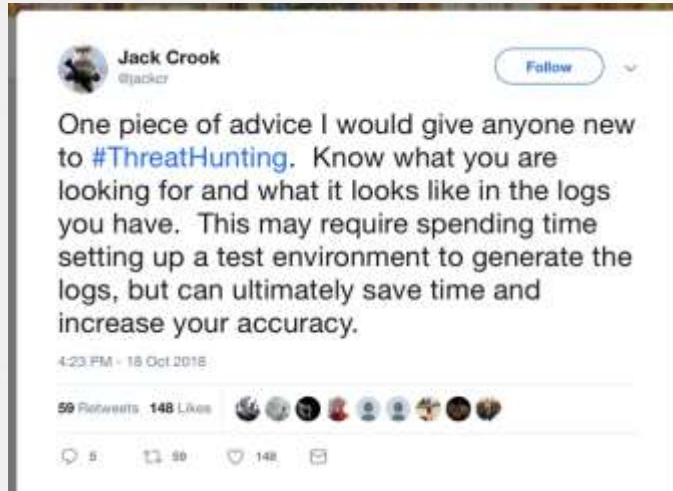 Jack Crook
@jackcr
Follow
One piece of advice I would give anyone new
to #ThreatHunting.  Know what you are
looking for and what it looks like in the logs
you have.  This may require spending time
setting up a test environment to generate the
logs, but can ultimately save time and
increase your accuracy.
4:23 PM - 18 Oct 2018
59 Retweets 148 Likes
5 59 148